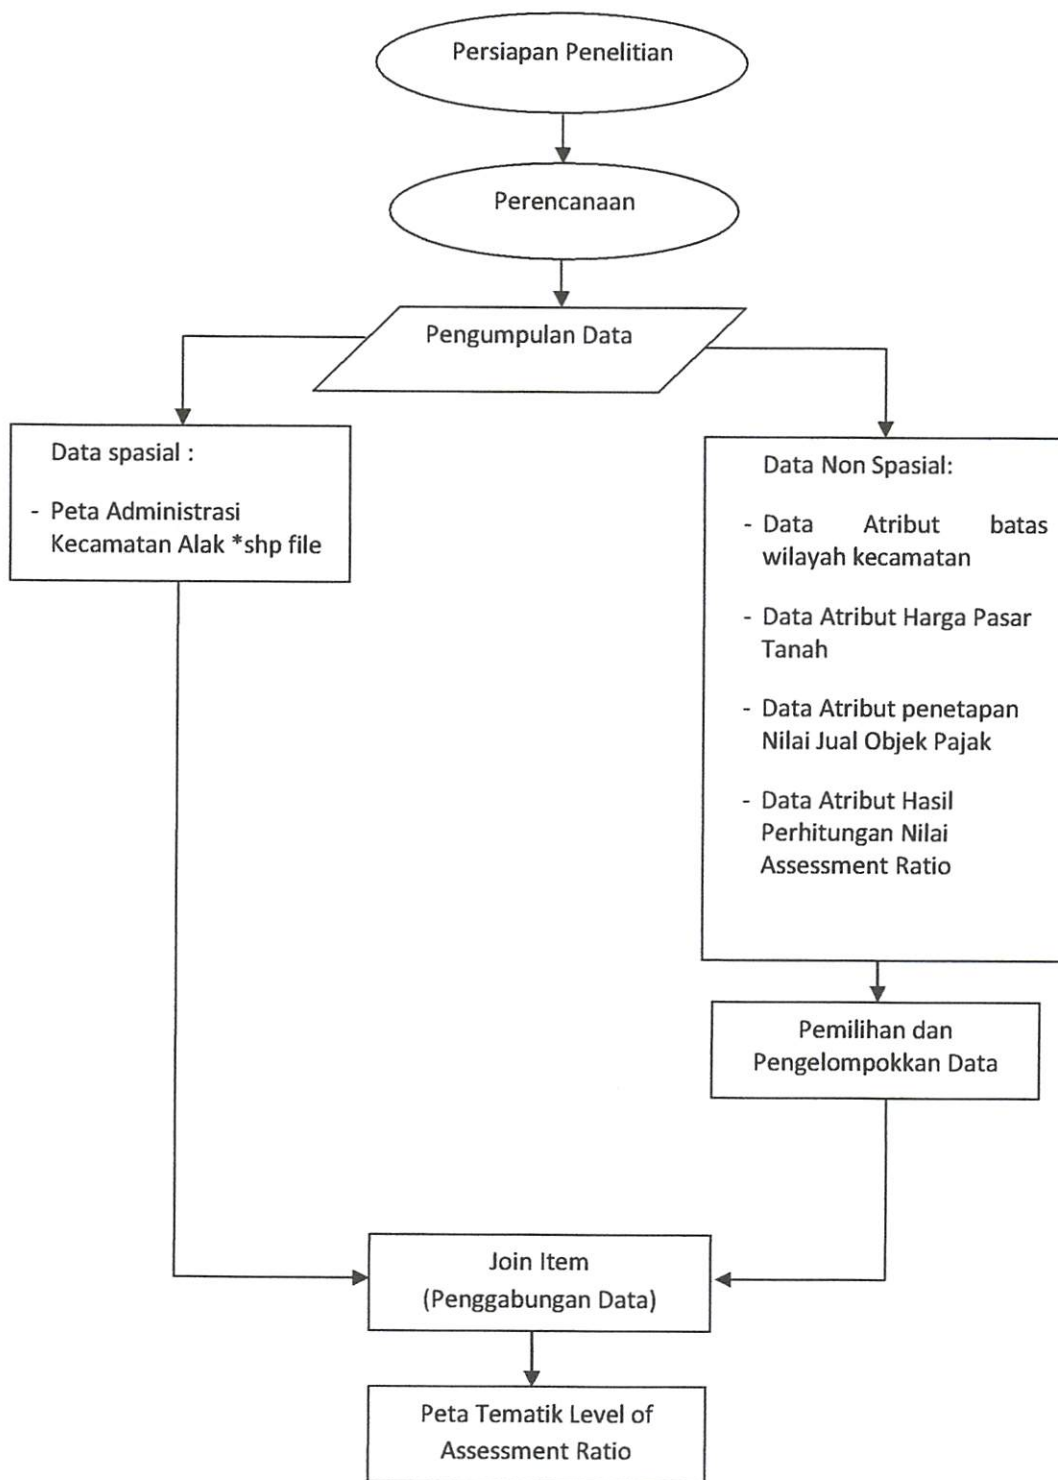 Persiapan Penelitian
Perencanaan
Pengumpulan Data
Data spasial :
- Peta Administrasi
Kecamatan Alak *shp file
Data Non Spasial:
- Data Atribut batas
wilayah kecamatan
- Data Atribut Harga Pasar
Tanah
- Data Atribut penetapan
Nilai Jual Objek Pajak
- Data Atribut Hasil
Perhitungan Nilai
Assessment Ratio
Pemilihan dan
Pengelompokkan Data
Join Item
(Penggabungan Data)
Peta Tematik Level of
Assessment Ratio